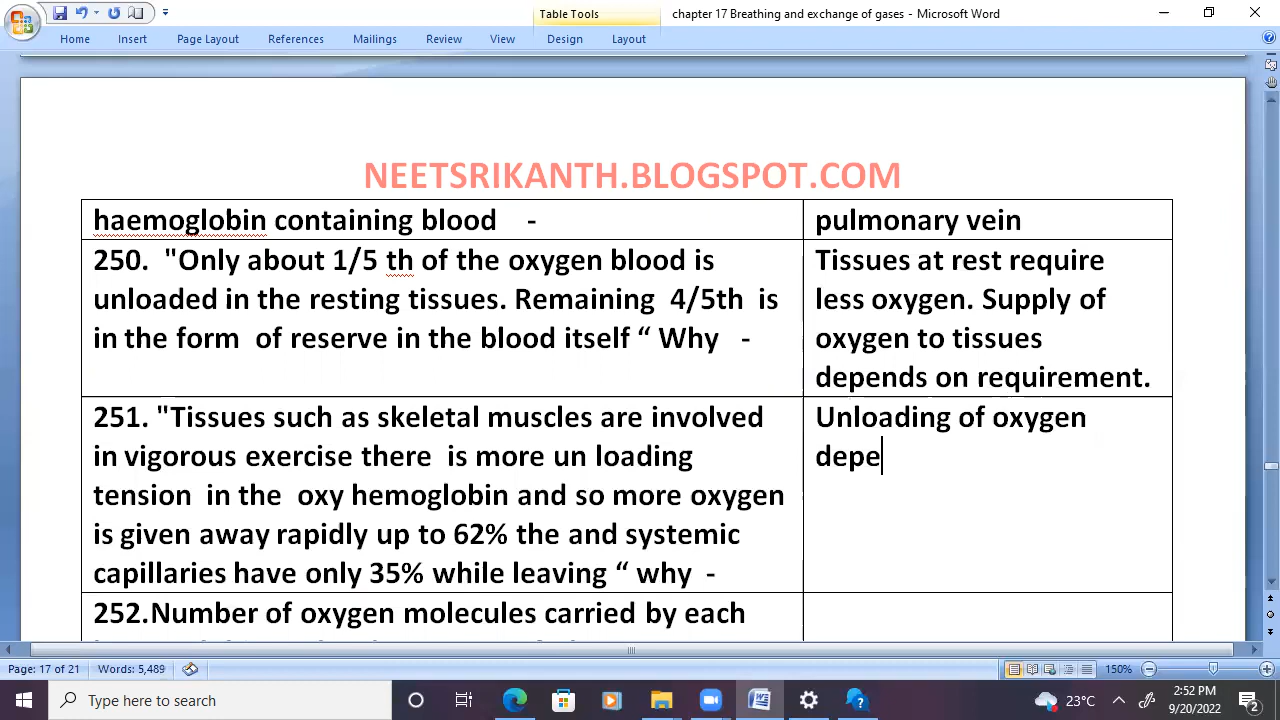 Table Tools
chapter 17 Breathing and exchange of gases - Microsoft Word
Home Insert Page Layout References Mailings Review View Design Layout
NEETSRIKANTH.BLOGSPOT.COM
haemoglobin containing blood -
pulmonary vein
250. "Only about 1/5 th of the oxygen blood is
unloaded in the resting tissues. Remaining 4/5th is
in the form of reserve in the blood itself “ Why -
Tissues at rest require
less oxygen. Supply of
oxygen to tissues
depends on requirement.
251. "Tissues such as skeletal muscles are involved
in vigorous exercise there is more un loading
tension in the oxy hemoglobin and so more oxygen
is given away rapidly up to 62% the and systemic
capillaries have only 35% while leaving “ why -
Unloading of oxygen
depe
252.Number of oxygen molecules carried by each
Page: 17 of 21 Words: 5,489 150%
Type here to search
23°C
2:52 PM
9/20/2022
2